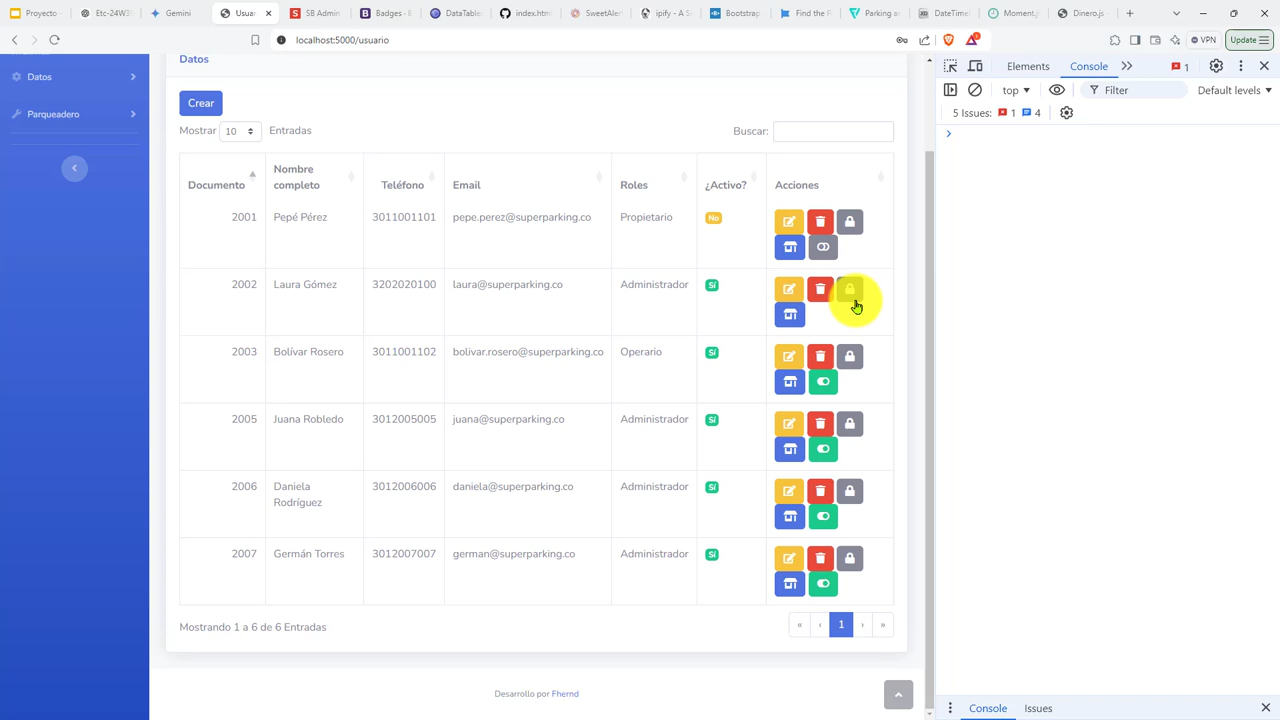 Proyecto - Etc-24W3 Gemini Usuar SB Admin Badges - B DataTable index.htm SweetAler ipify - A S Bootstrap Find the R Parking an DateTime Moment.j Dinero.js -
localhost:5000/usuario VPN Update
Datos
Parqueadero
Datos
Crear
Mostrar 10 Entradas Buscar:
Documento Nombre completo Teléfono Email Roles ¿Activo? Acciones
2001 Pepé Pérez 3011001101 pepe.perez@superparking.co Propietario No
2002 Laura Gómez 3202020100 laura@superparking.co Administrador Sí
2003 Bolívar Rosero 3011001102 bolivar.rosero@superparking.co Operario Sí
2005 Juana Robledo 3012005005 juana@superparking.co Administrador Sí
2006 Daniela Rodríguez 3012006006 daniela@superparking.co Administrador Sí
2007 Germán Torres 3012007007 german@superparking.co Administrador Sí
Mostrando 1 a 6 de 6 Entradas « ‹ 1 › »
Desarrollo por Fhernd
Elements Console 1
top Filter Default levels
5 Issues: 1 4
Console Issues